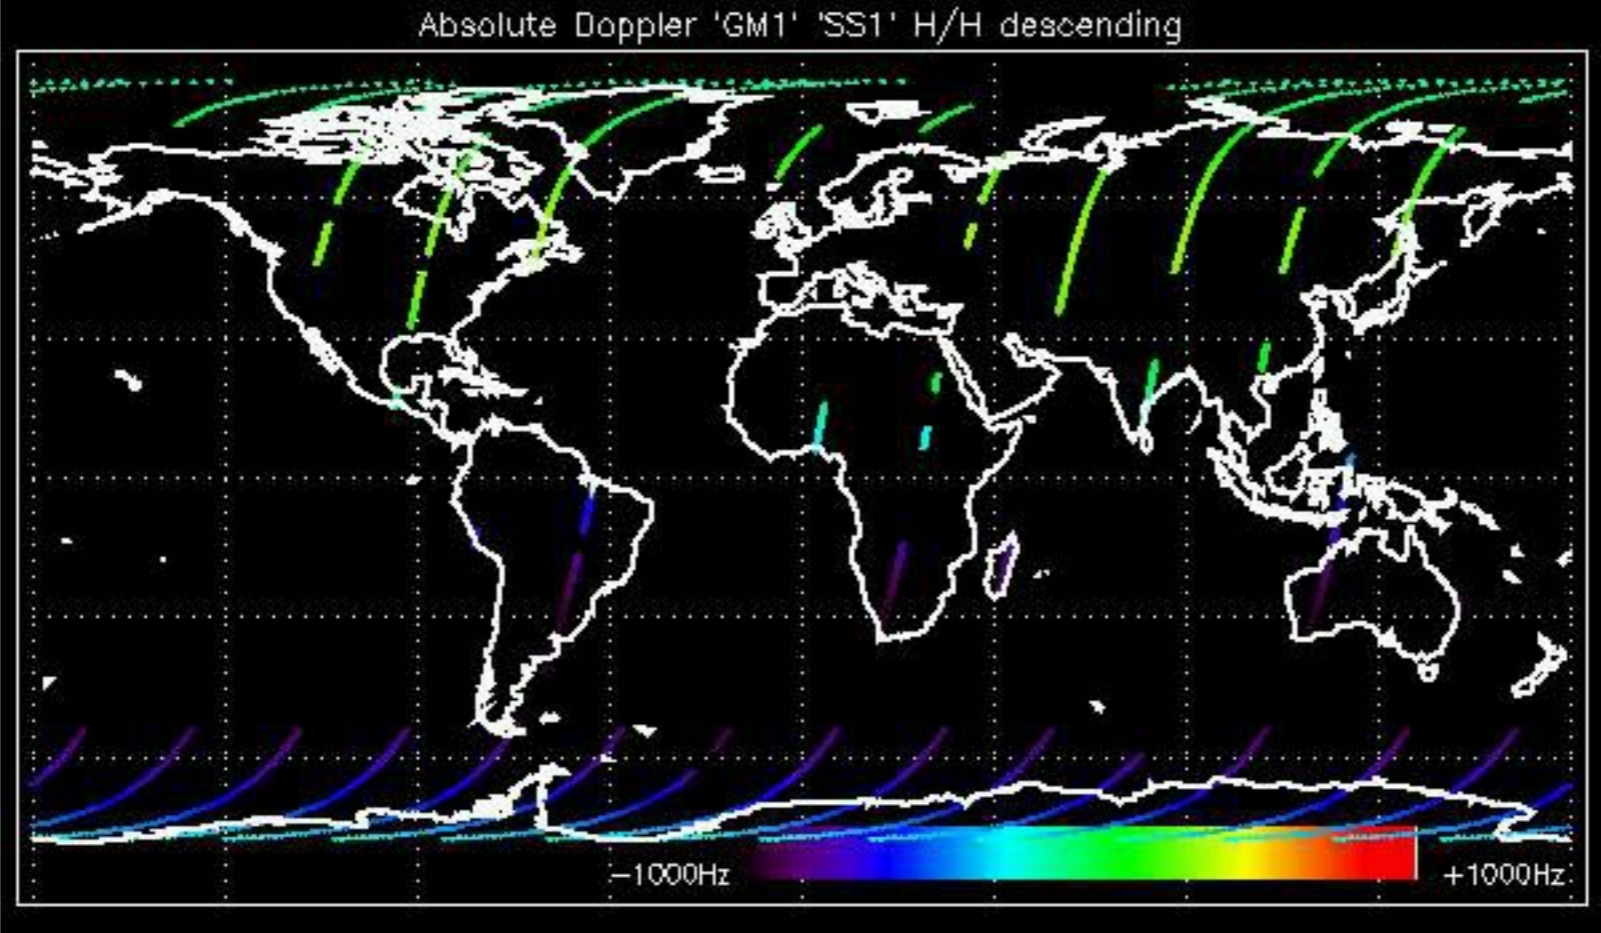 Absolute Doppler 'GM1' 'SS1' H/H descending
−1000Hz +1000Hz